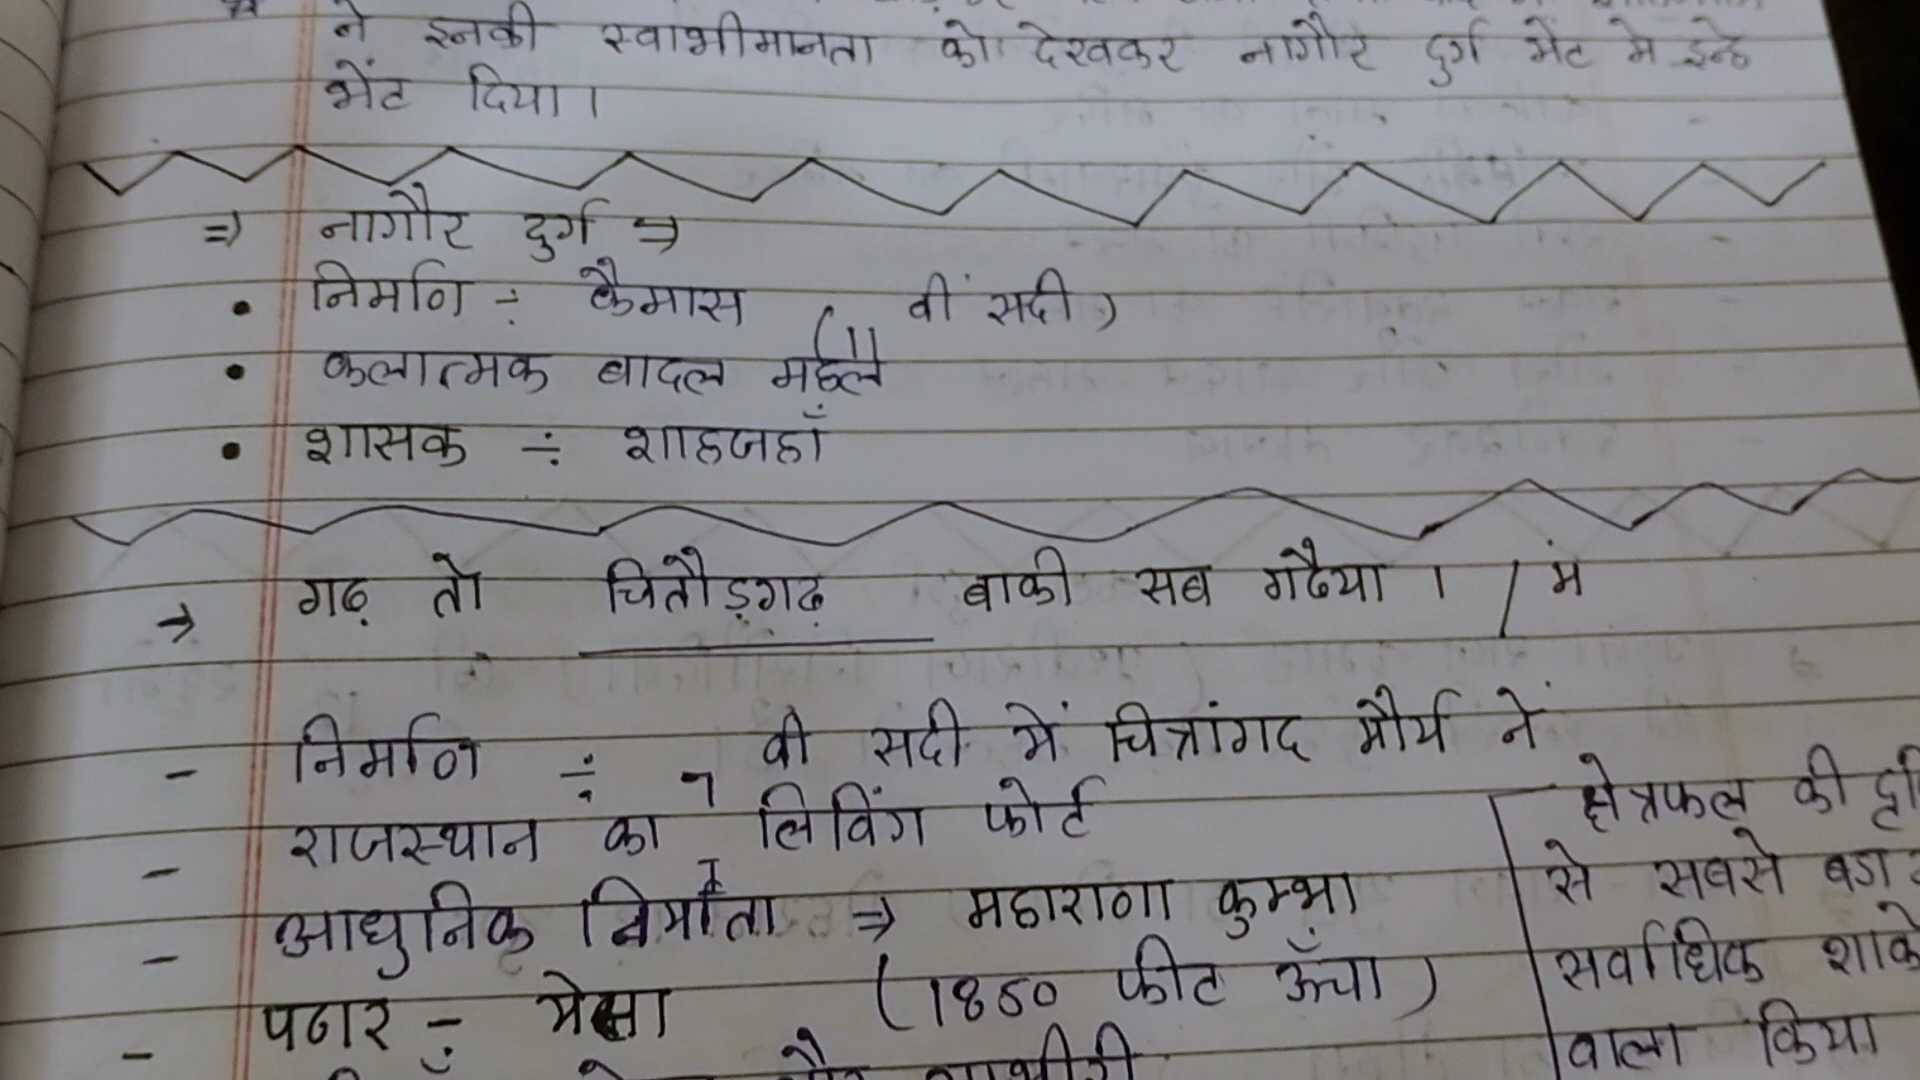 ने इनकी स्वाभीमानता को देखकर नागौर दुर्ग भेंट मे इन्हे
भेंट दिया।
=> नागौर दुर्ग =>
• निर्माण ÷ कैमास (11 वीं सदी)
• कलात्मक बादल महल
• शासक ÷ शाहजहाँ
→ गढ़ तो चितौड़गढ़ बाकी सब गढैया । / मं
- निर्माण ÷ 7 वी सदी में चित्रांगद मौर्य ने
- राजस्थान का लिविंग फोर्ट
- आधुनिक निर्माता => महाराणा कुम्भा
- पठार ÷ मेसा (1850 फीट ऊँचा)
क्षेत्रफल की
से सबसे बडा
सर्वाधिक शाके
वाला किया